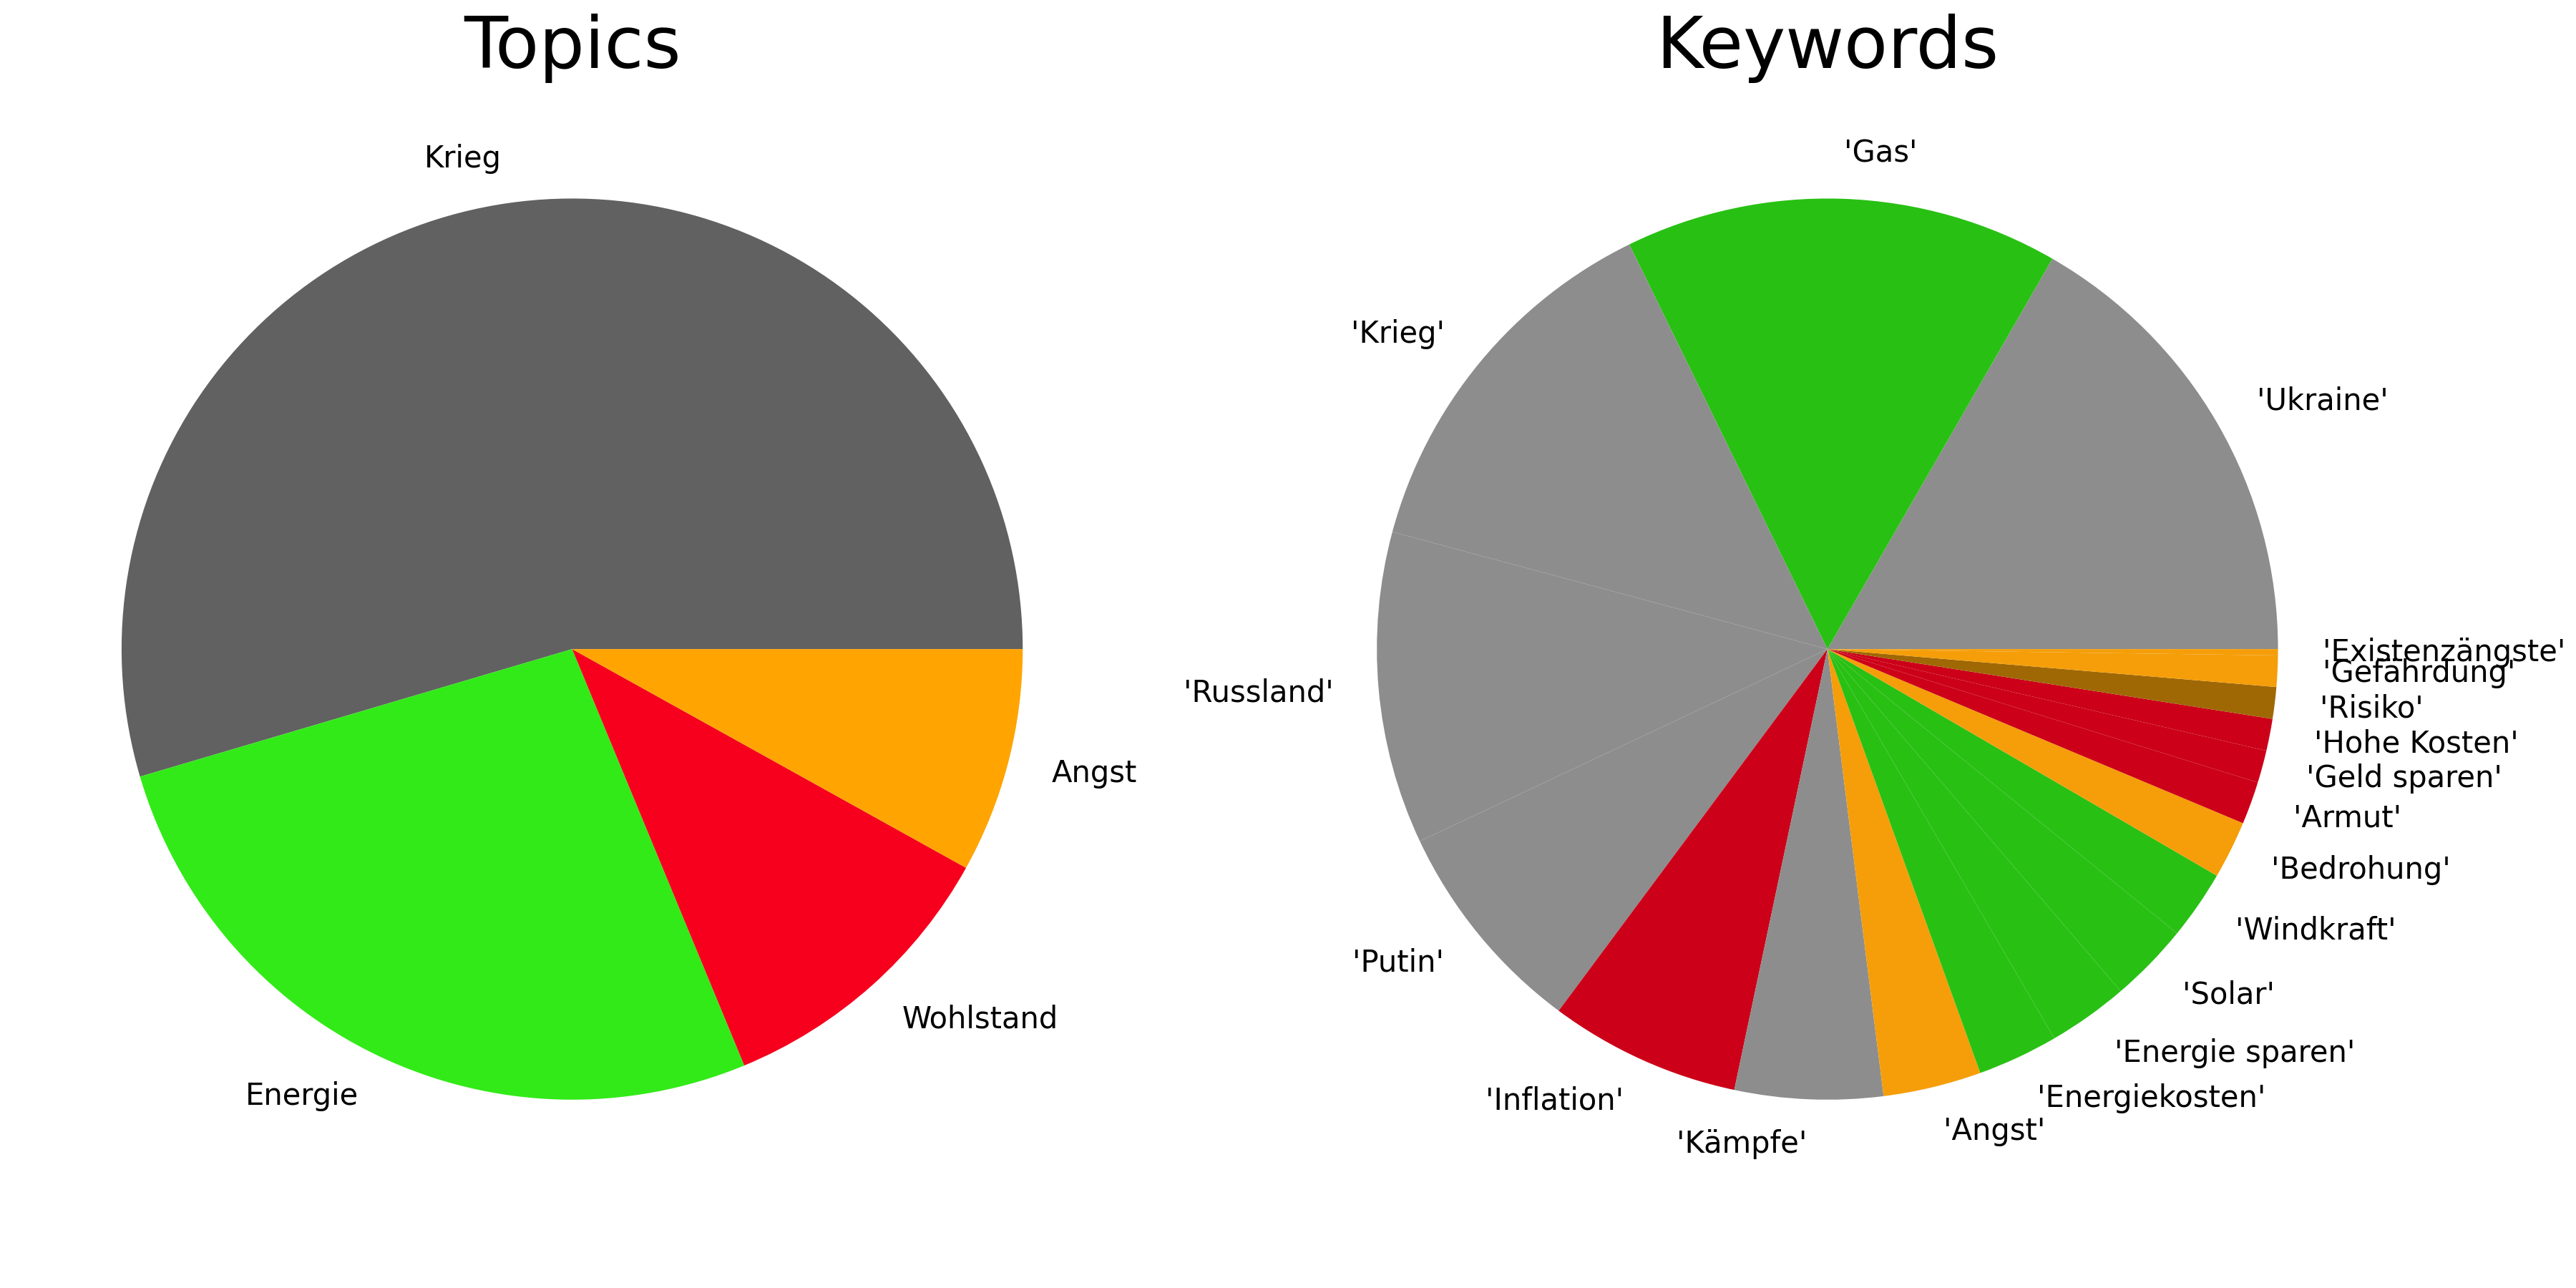 Topics
Krieg
Energie
Wohlstand
Angst
Keywords
'Ukraine'
'Gas'
'Krieg'
'Russland'
'Putin'
'Inflation'
'Kämpfe'
'Angst'
'Energiekosten'
'Energie sparen'
'Solar'
'Windkraft'
'Bedrohung'
'Armut'
'Geld sparen'
'Hohe Kosten'
'Risiko'
'Gefährdung'
'Existenzängste'